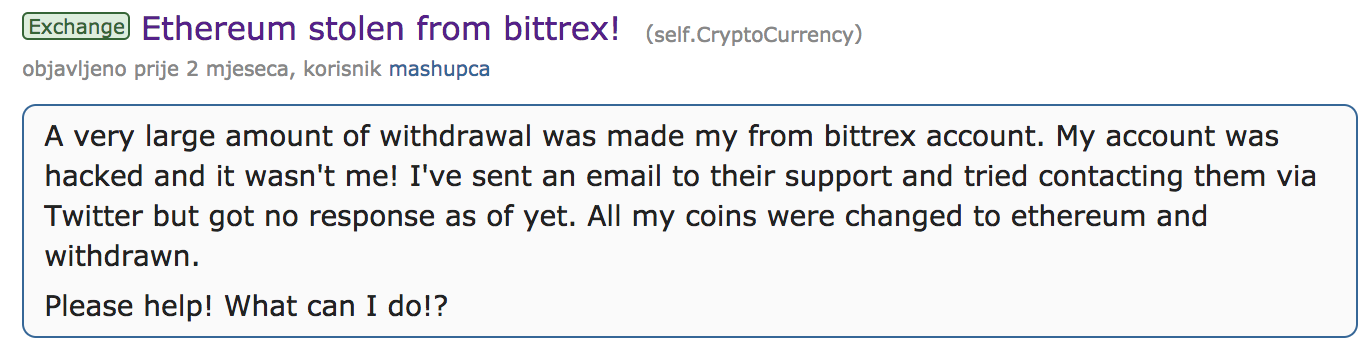 Exchange Ethereum stolen from bittrex! (self.CryptoCurrency)
objavljeno prije 2 mjeseca, korisnik mashupca
A very large amount of withdrawal was made my from bittrex account. My account was
hacked and it wasn't me! I've sent an email to their support and tried contacting them via
Twitter but got no response as of yet. All my coins were changed to ethereum and
withdrawn.
Please help! What can I do!?